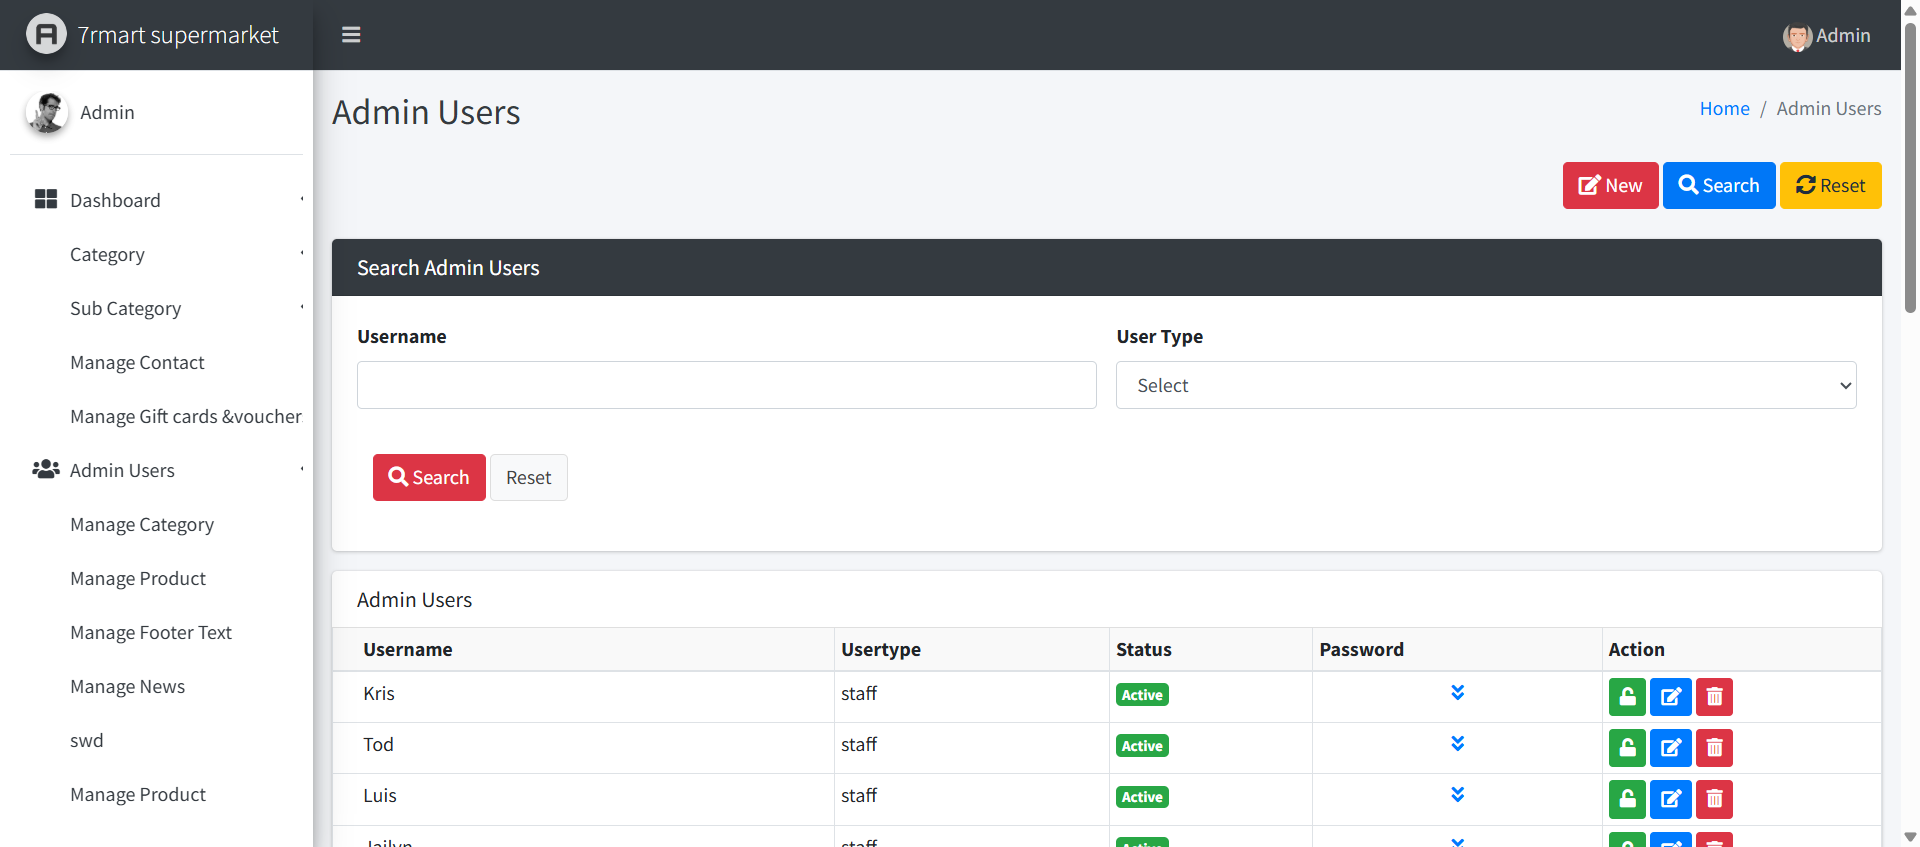 7rmart supermarket
Admin
Admin
Admin Users
Home / Admin Users
New Search Reset
Dashboard
Category
Sub Category
Manage Contact
Manage Gift cards &voucher
Admin Users
Manage Category
Manage Product
Manage Footer Text
Manage News
swd
Manage Product
Search Admin Users
Username User Type
Select
Search Reset
Admin Users
Username Usertype Status Password Action
Kris staff Active
Tod staff Active
Luis staff Active
Jailyn staff Active